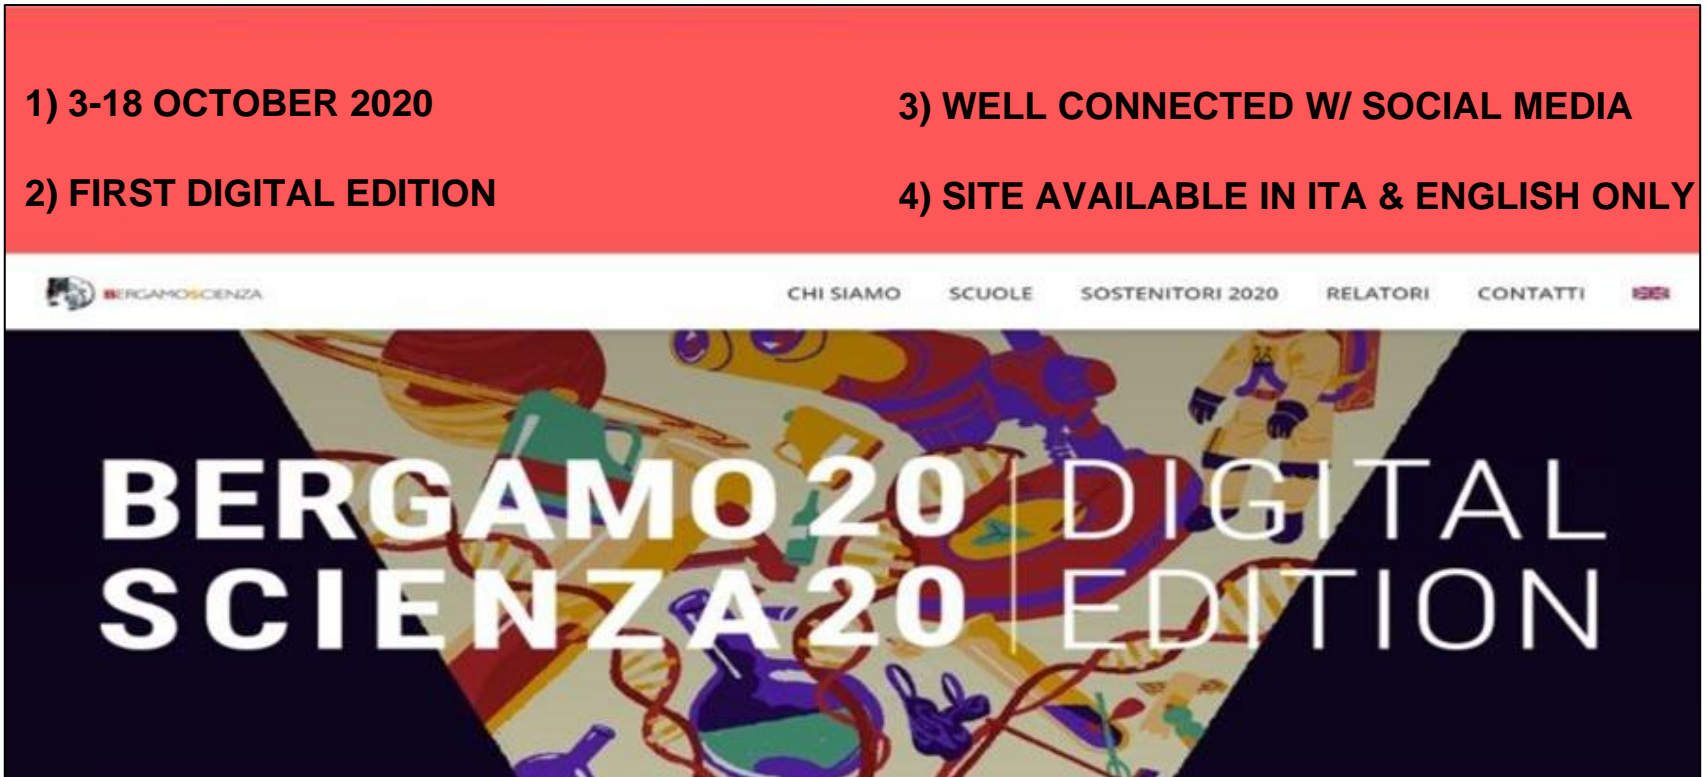 1) 3-18 OCTOBER 2020
2) FIRST DIGITAL EDITION
3) WELL CONNECTED W/ SOCIAL MEDIA
4) SITE AVAILABLE IN ITA & ENGLISH ONLY
BERGAMOSCIENZA
CHI SIAMO SCUOLE SOSTENITORI 2020 RELATORI CONTATTI
BERGAMO 20 DIGITAL
SCIENZA 20 EDITION